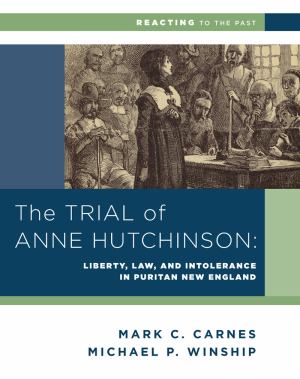 REACTING TO THE PAST
The TRIAL of
ANNE HUTCHINSON:
LIBERTY, LAW, AND INTOLERANCE
IN PURITAN NEW ENGLAND
MARK C. CARNES
MICHAEL P. WINSHIP